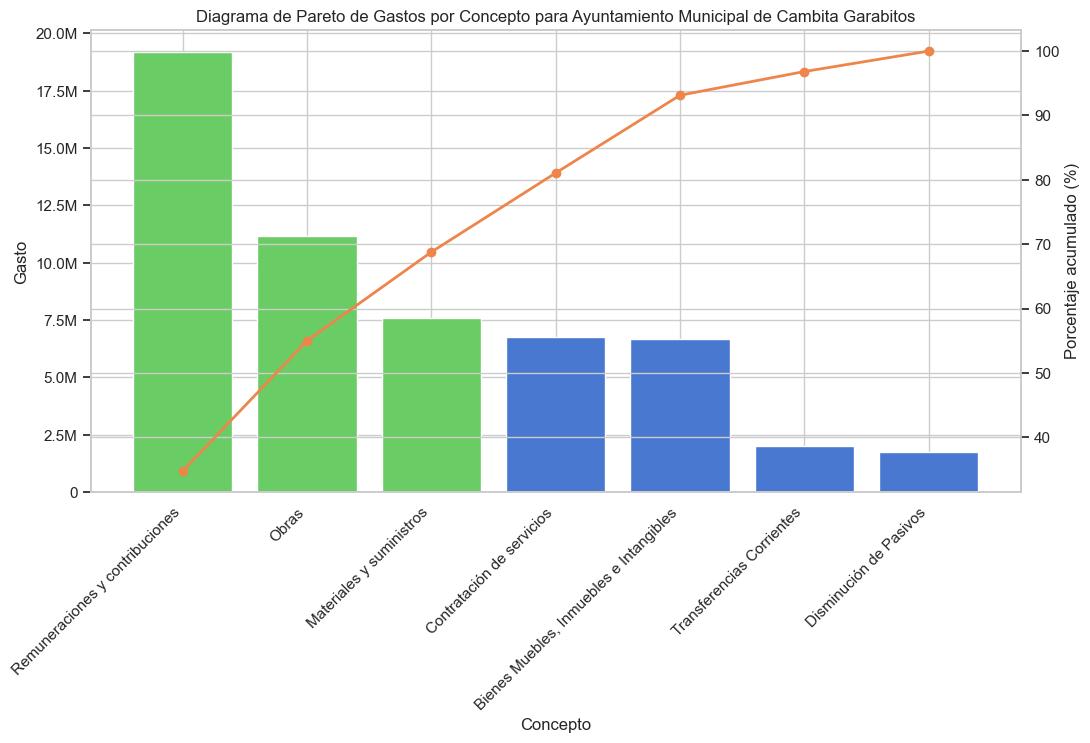 Diagrama de Pareto de Gastos por Concepto para Ayuntamiento Municipal de Cambita Garabitos
Gasto
20.0M
17.5M
15.0M
12.5M
10.0M
7.5M
5.0M
2.5M
0
100
90
80
70
60
50
40
Porcentaje acumulado (%)
Remuneraciones y contribuciones
Obras
Materiales y suministros
Contratación de servicios
Bienes Muebles, Inmuebles e Intangibles
Transferencias Corrientes
Disminución de Pasivos
Concepto